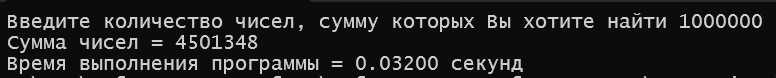 Введите количество чисел, сумму которых Вы хотите найти 1000000
Сумма чисел = 4501348
Время выполнения программы = 0.03200 секунд